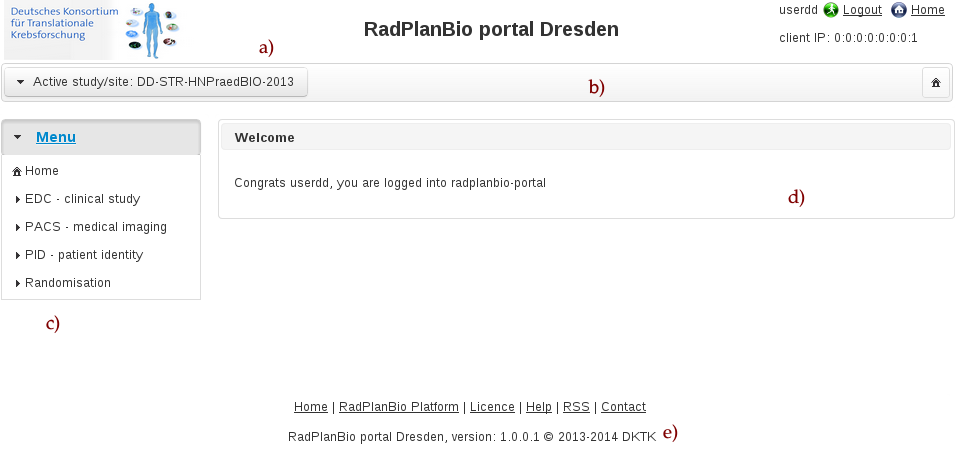 Deutsches Konsortium
für Translationale
Krebsforschung
a)
RadPlanBio portal Dresden
userdd Logout Home
client IP: 0:0:0:0:0:0:0:1
Active study/site: DD-STR-HNPraedBIO-2013
b)
Menu
Home
EDC - clinical study
PACS - medical imaging
PID - patient identity
Randomisation
c)
Welcome
Congrats userdd, you are logged into radplanbio-portal
d)
Home | RadPlanBio Platform | Licence | Help | RSS | Contact
RadPlanBio portal Dresden, version: 1.0.0.1 © 2013-2014 DKTK
e)